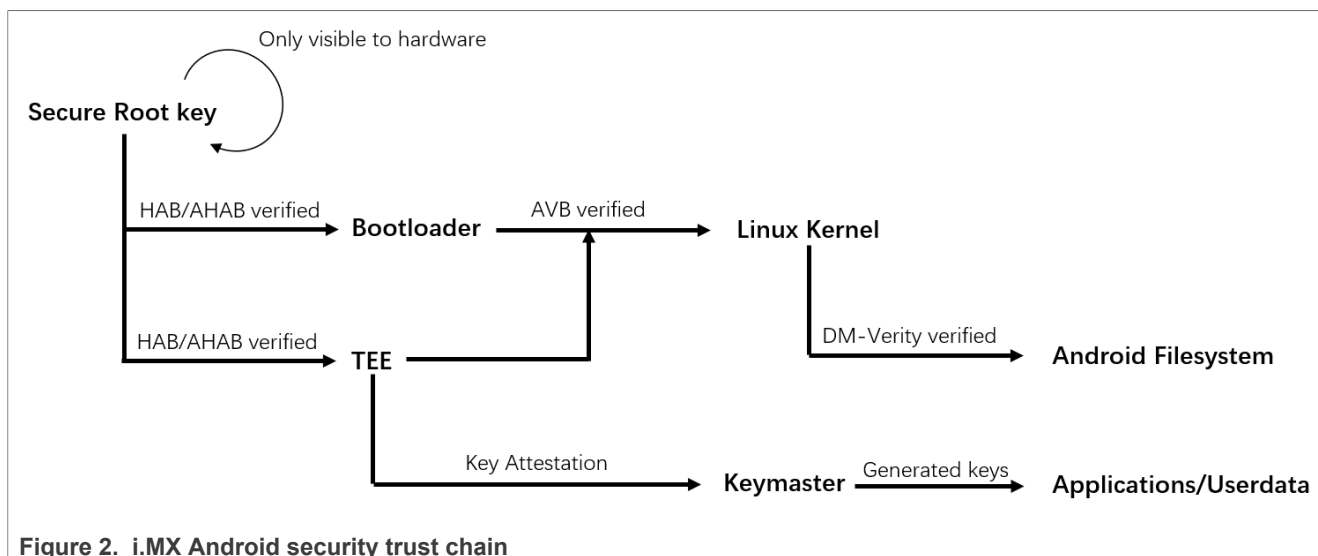 Only visible to hardware
Secure Root key
HAB/AHAB verified
Bootloader
AVB verified
Linux Kernel
HAB/AHAB verified
TEE
DM-Verity verified
Android Filesystem
Key Attestation
Keymaster
Generated keys
Applications/Userdata
Figure 2. i.MX Android security trust chain